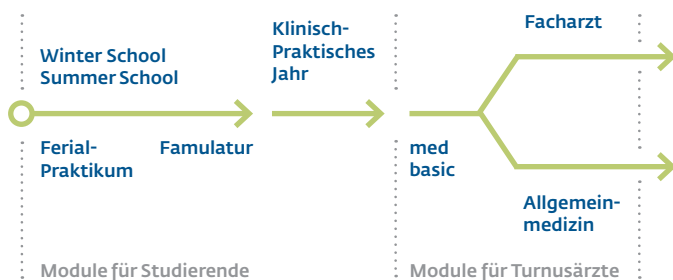 Winter School
Summer School
Klinisch-
Praktisches
Jahr
Facharzt
Ferial-
Praktikum
Famulatur
med
basic
Allgemein-
medizin
Module für Studierende
Module für Turnusärzte